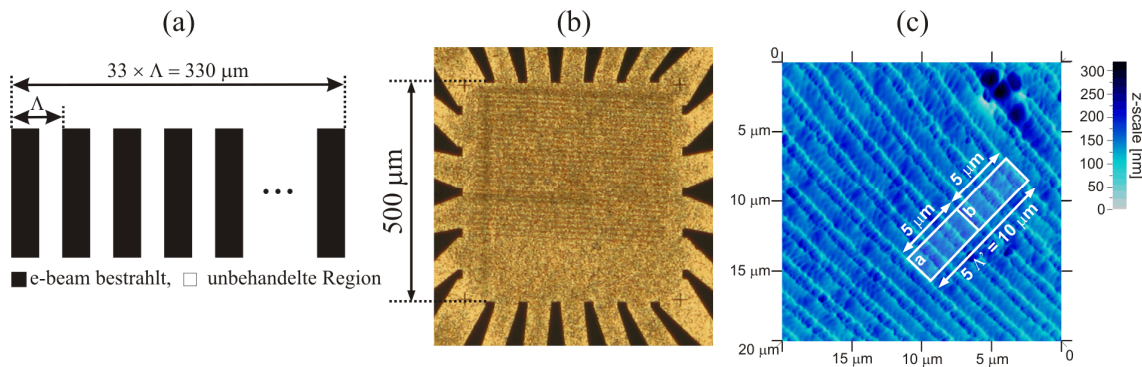 (a)
33 × Λ = 330 μm
Λ
...
e-beam bestrahlt, unbehandelte Region
(b)
500 μm
(c)
0
5 μm
10 μm
15 μm
20 μm
15 μm
10 μm
5 μm
0
5 μm
5 μm
a
b
5 Λ' = 10 μm
300
250
200
150
100
50
0
z-scale [nm]